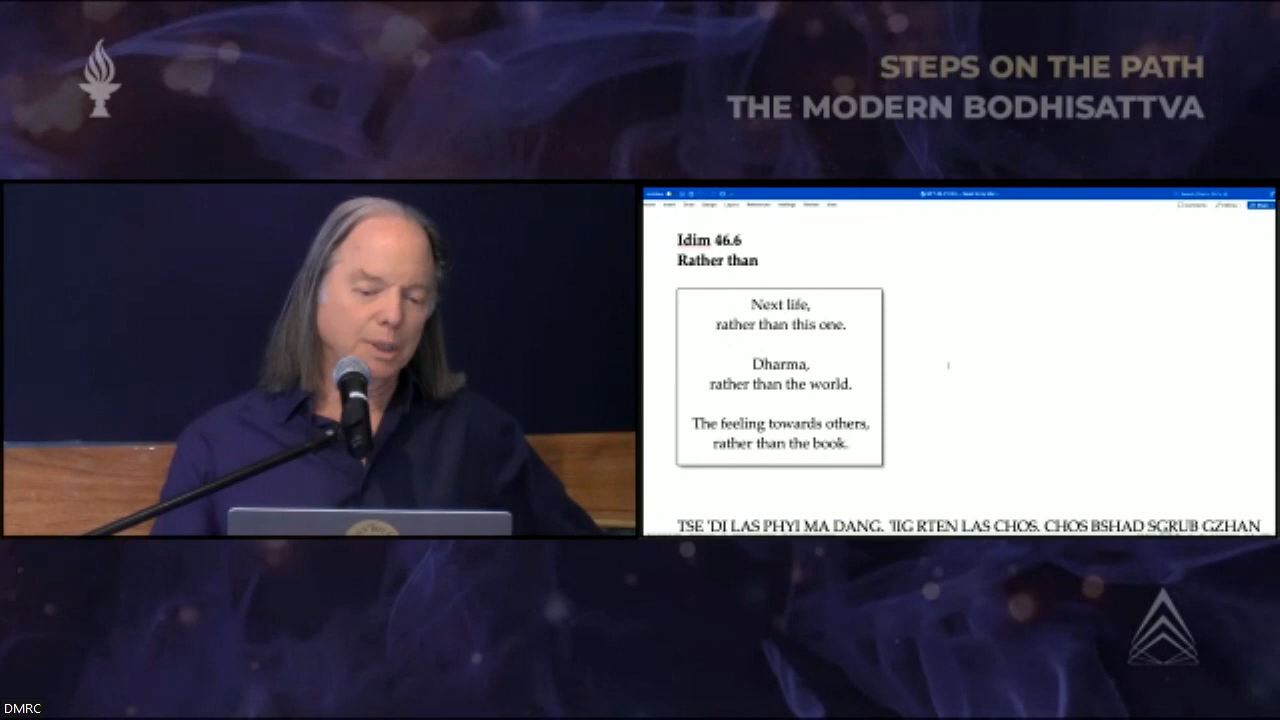 STEPS ON THE PATH
THE MODERN BODHISATTVA
Idim 46.6
Rather than
Next life,
rather than this one.
Dharma,
rather than the world.
The feeling towards others,
rather than the book.
TSE 'DI LAS PHYI MA DANG. 'JIG RTEN LAS CHOS. CHOS BSHAD SGRUB GZHAN
DMRC